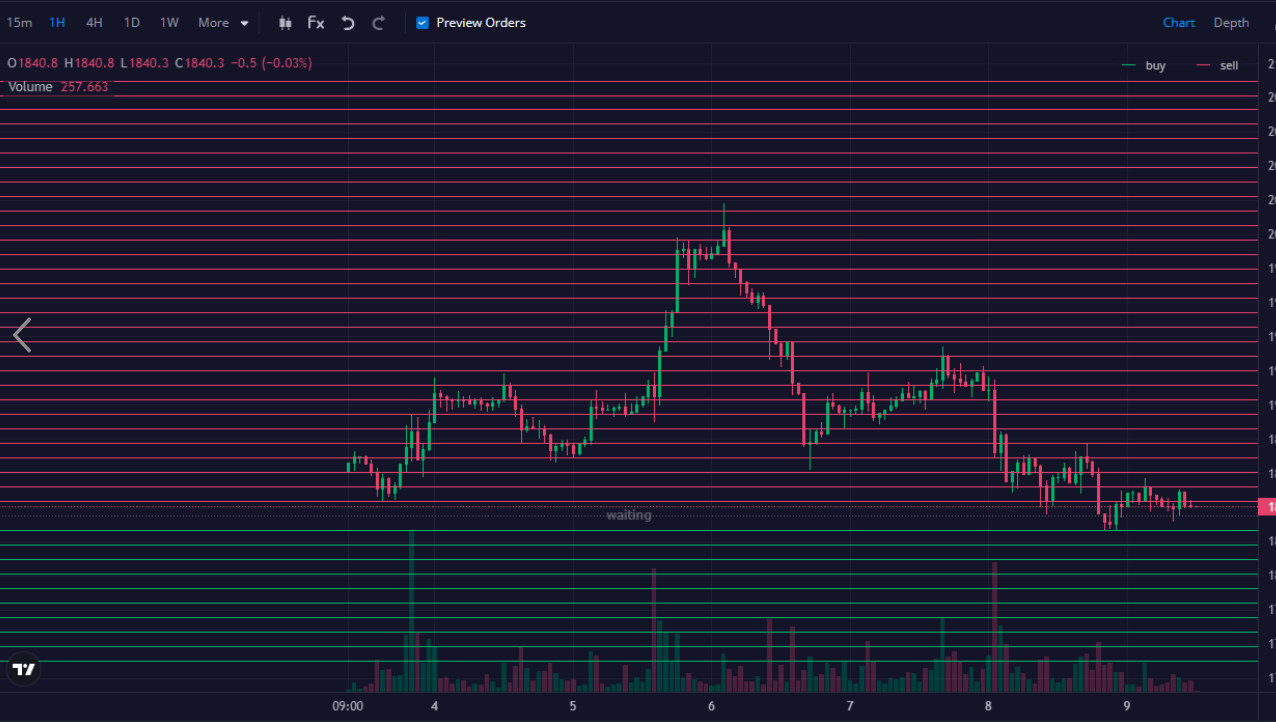 15m 1H 4H 1D 1W More Fx Preview Orders Chart Depth
O1840.8 H1840.8 L1840.3 C1840.3 −0.5 (−0.03%)
buy sell
Volume 257.663
waiting
09:00 4 5 6 7 8 9